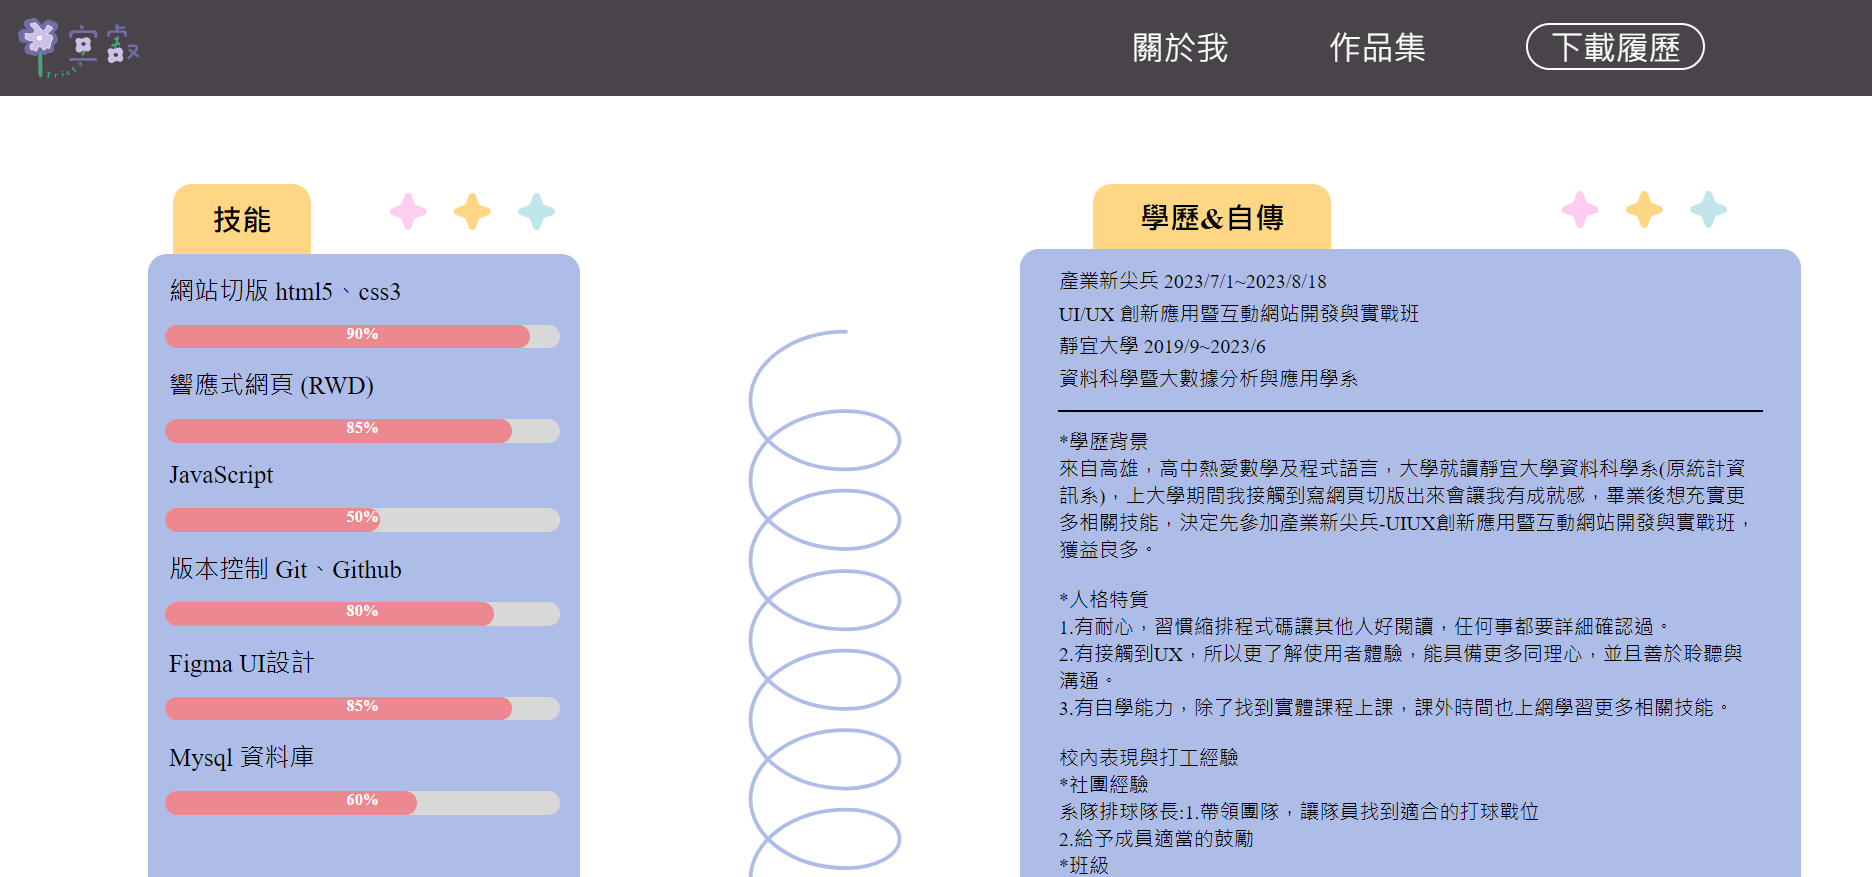 宜叡
Trista
關於我
作品集
下載履歷
技能
網站切版 html5、css3
90%
響應式網頁 (RWD)
85%
JavaScript
50%
版本控制 Git、Github
80%
Figma UI設計
85%
Mysql 資料庫
60%
學歷&自傳
產業新尖兵 2023/7/1~2023/8/18
UI/UX 創新應用暨互動網站開發與實戰班
靜宜大學 2019/9~2023/6
資料科學暨大數據分析與應用學系
*學歷背景
來自高雄，高中熱愛數學及程式語言，大學就讀靜宜大學資料科學系(原統計資
訊系)，上大學期間我接觸到寫網頁切版出來會讓我有成就感，畢業後想充實更
多相關技能，決定先參加產業新尖兵-UIUX創新應用暨互動網站開發與實戰班，
獲益良多。
*人格特質
1.有耐心，習慣縮排程式碼讓其他人好閱讀，任何事都要詳細確認過。
2.有接觸到UX，所以更了解使用者體驗，能具備更多同理心，並且善於聆聽與
溝通。
3.有自學能力，除了找到實體課程上課，課外時間也上網學習更多相關技能。
校內表現與打工經驗
*社團經驗
系隊排球隊長:1.帶領團隊，讓隊員找到適合的打球戰位
2.給予成員適當的鼓勵
*班級